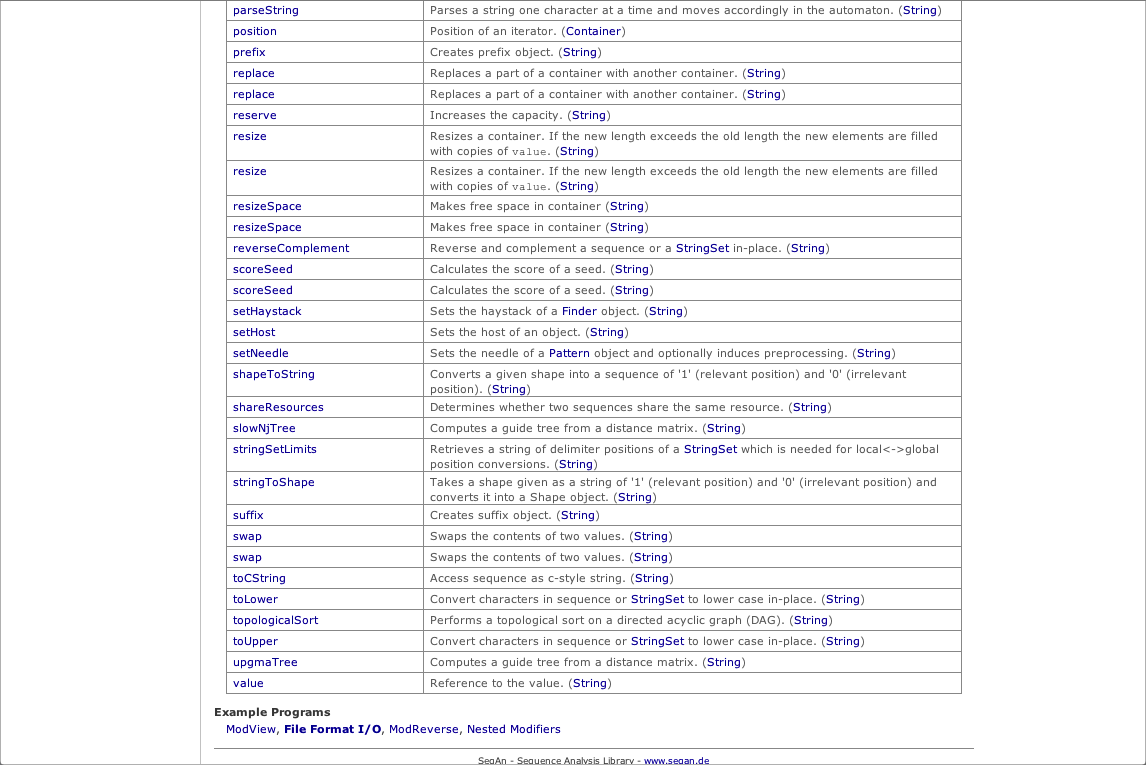 parseString Parses a string one character at a time and moves accordingly in the automaton. (String)
position Position of an iterator. (Container)
prefix Creates prefix object. (String)
replace Replaces a part of a container with another container. (String)
replace Replaces a part of a container with another container. (String)
reserve Increases the capacity. (String)
resize Resizes a container. If the new length exceeds the old length the new elements are filled
with copies of value. (String)
resize Resizes a container. If the new length exceeds the old length the new elements are filled
with copies of value. (String)
resizeSpace Makes free space in container (String)
resizeSpace Makes free space in container (String)
reverseComplement Reverse and complement a sequence or a StringSet in-place. (String)
scoreSeed Calculates the score of a seed. (String)
scoreSeed Calculates the score of a seed. (String)
setHaystack Sets the haystack of a Finder object. (String)
setHost Sets the host of an object. (String)
setNeedle Sets the needle of a Pattern object and optionally induces preprocessing. (String)
shapeToString Converts a given shape into a sequence of '1' (relevant position) and '0' (irrelevant
position). (String)
shareResources Determines whether two sequences share the same resource. (String)
slowNjTree Computes a guide tree from a distance matrix. (String)
stringSetLimits Retrieves a string of delimiter positions of a StringSet which is needed for local<->global
position conversions. (String)
stringToShape Takes a shape given as a string of '1' (relevant position) and '0' (irrelevant position) and
converts it into a Shape object. (String)
suffix Creates suffix object. (String)
swap Swaps the contents of two values. (String)
swap Swaps the contents of two values. (String)
toCString Access sequence as c-style string. (String)
toLower Convert characters in sequence or StringSet to lower case in-place. (String)
topologicalSort Performs a topological sort on a directed acyclic graph (DAG). (String)
toUpper Convert characters in sequence or StringSet to lower case in-place. (String)
upgmaTree Computes a guide tree from a distance matrix. (String)
value Reference to the value. (String)
Example Programs
ModView, File Format I/O, ModReverse, Nested Modifiers
SeqAn - Sequence Analysis Library - www.seqan.de